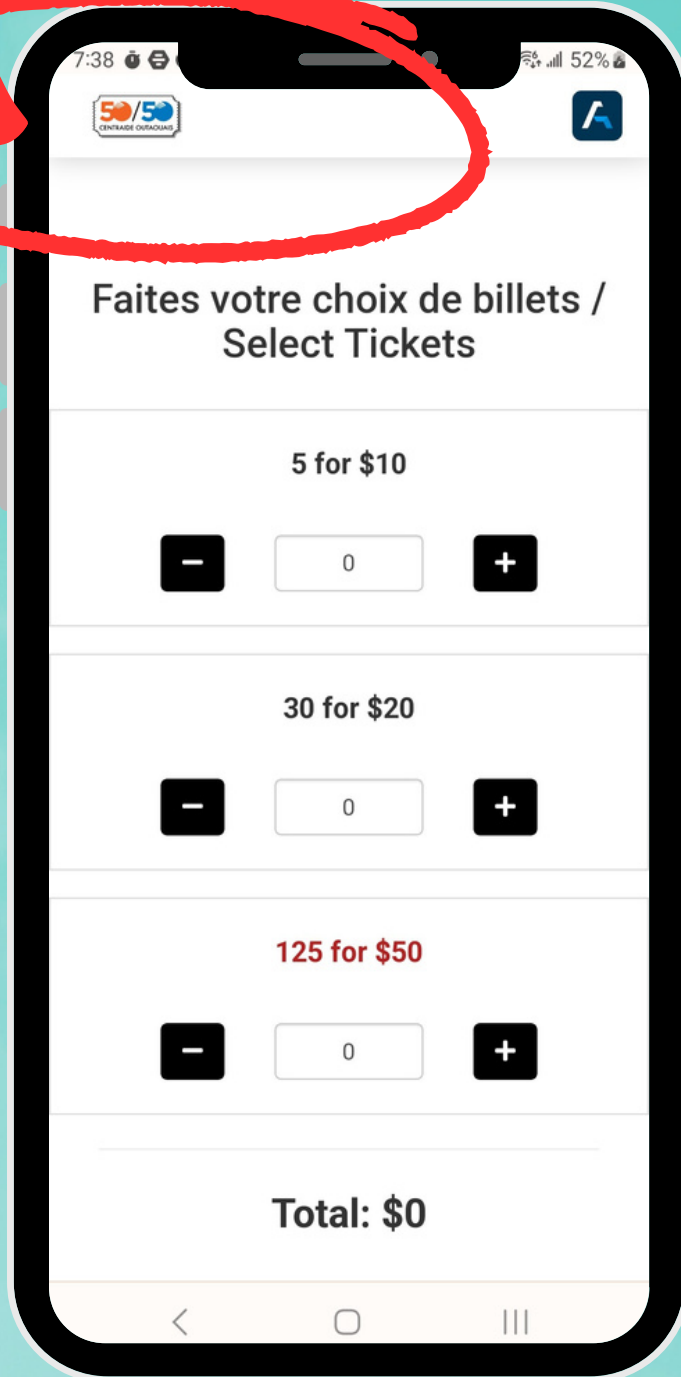 7:38
52%
50/50
CENTRAIDE OUTAOUAIS
Faites votre choix de billets /
Select Tickets
5 for $10
0
30 for $20
0
125 for $50
0
Total: $0